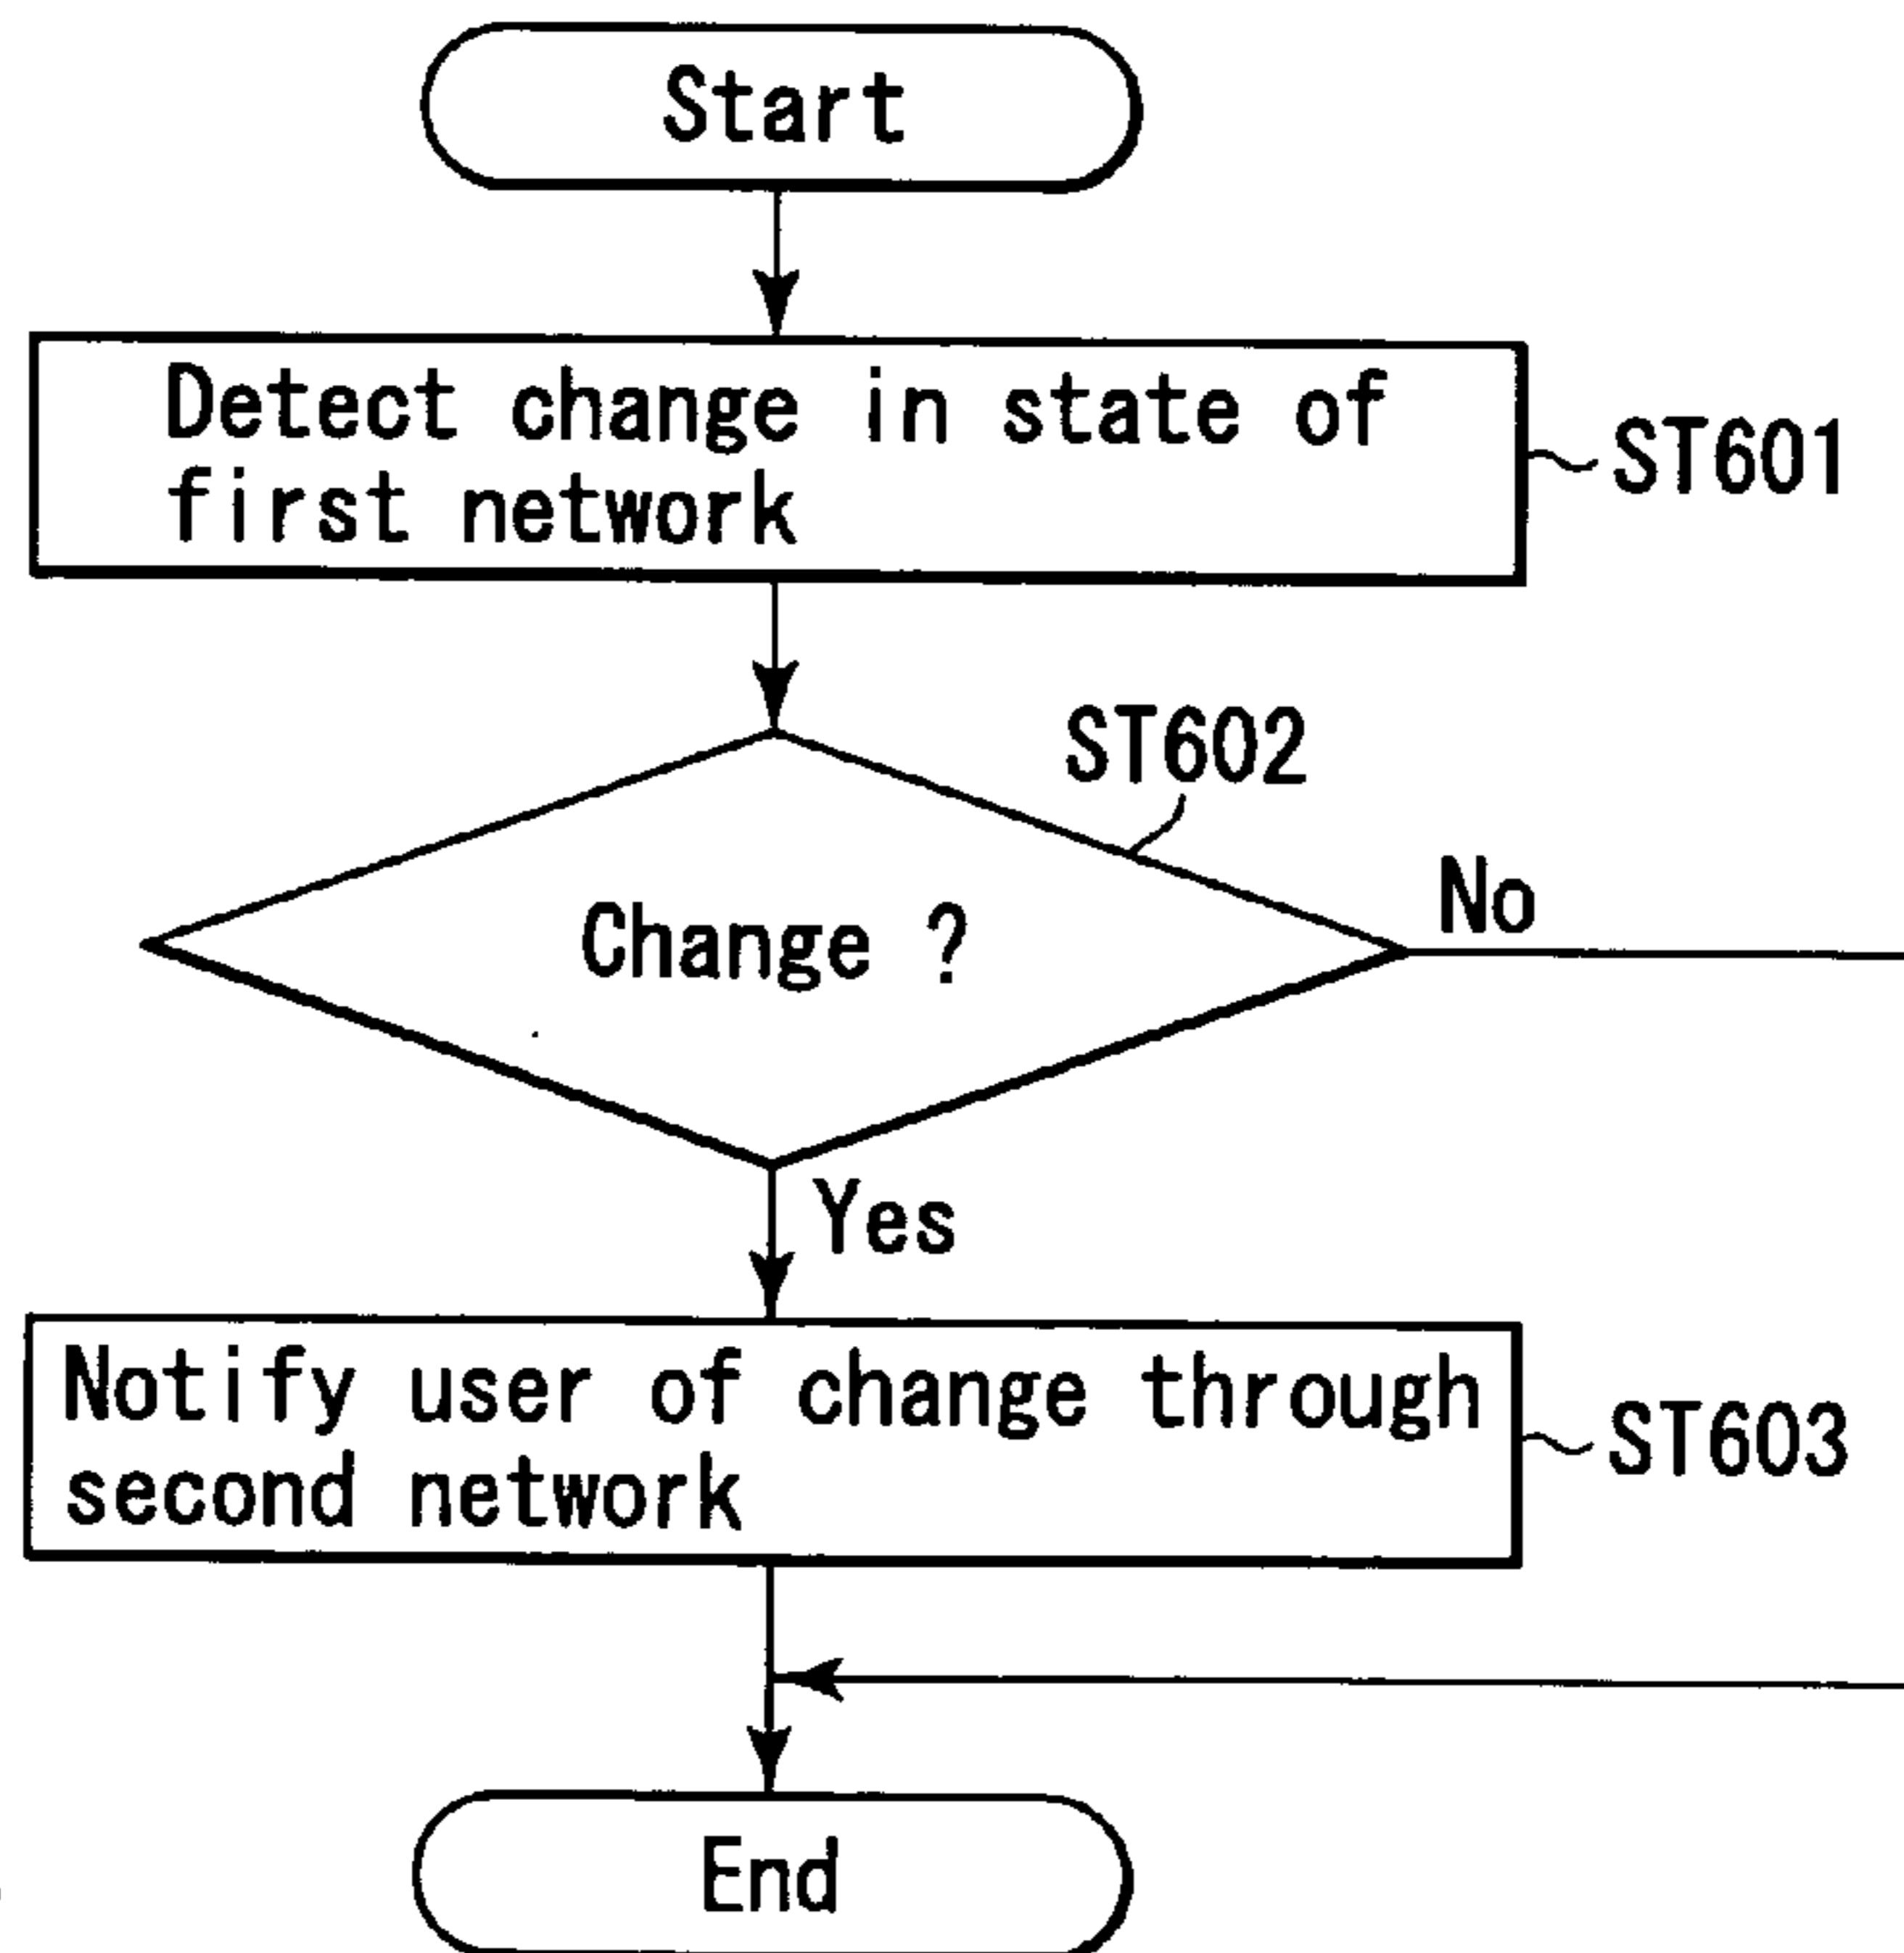 Start
Detect change in state of
first network
ST601
ST602
Change ?
No
Yes
Notify user of change through
second network
ST603
End